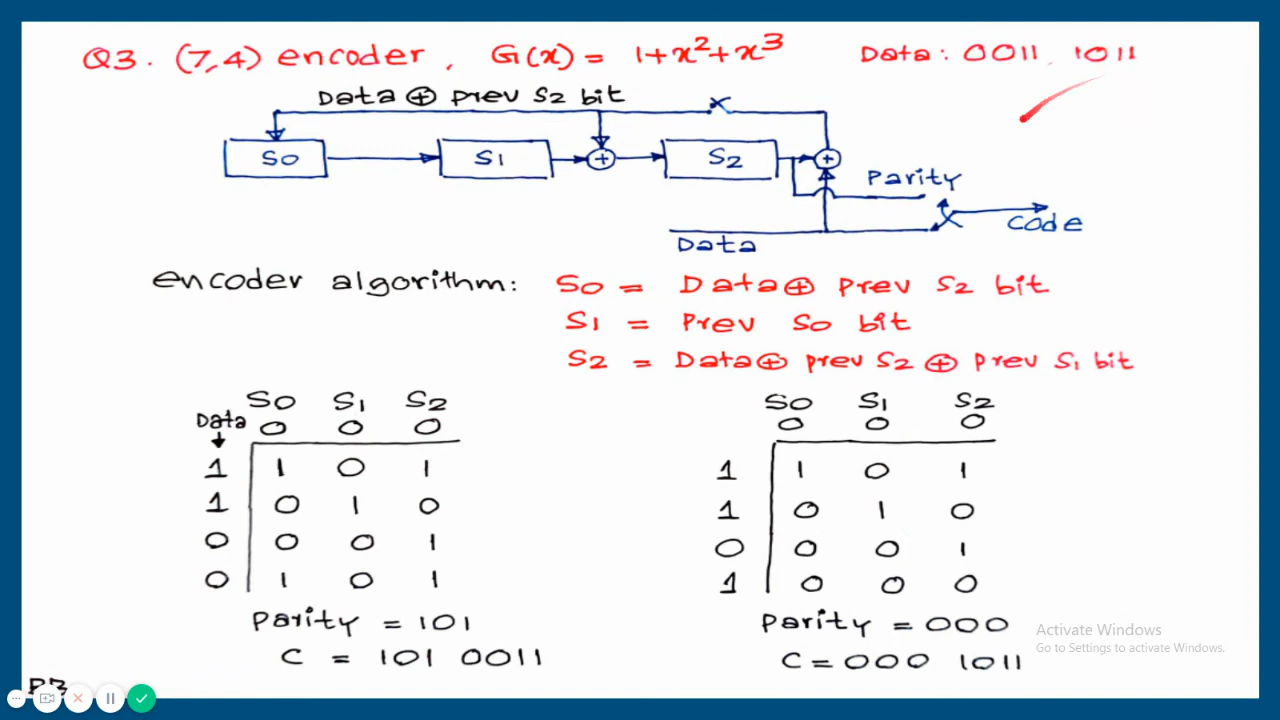 Q3. (7,4) encoder, G(x) = 1+x²+x³ Data: 0011, 1011
Data ⊕ prev S2 bit
S0 S1 + S2 +
Parity
Code
Data
encoder algorithm: S0 = Data ⊕ prev S2 bit
S1 = Prev S0 bit
S2 = Data ⊕ prev S2 ⊕ prev S1 bit
S0 S1 S2 S0 S1 S2
Data 0 0 0 0 0 0
1 1 0 1 1 1 0 1
1 0 1 0 1 0 1 0
0 0 0 1 0 0 0 1
0 1 0 1 1 0 0 0
Parity = 101 Parity = 000
C = 101 0011 C = 000 1011
Activate Windows
Go to Settings to activate Windows.